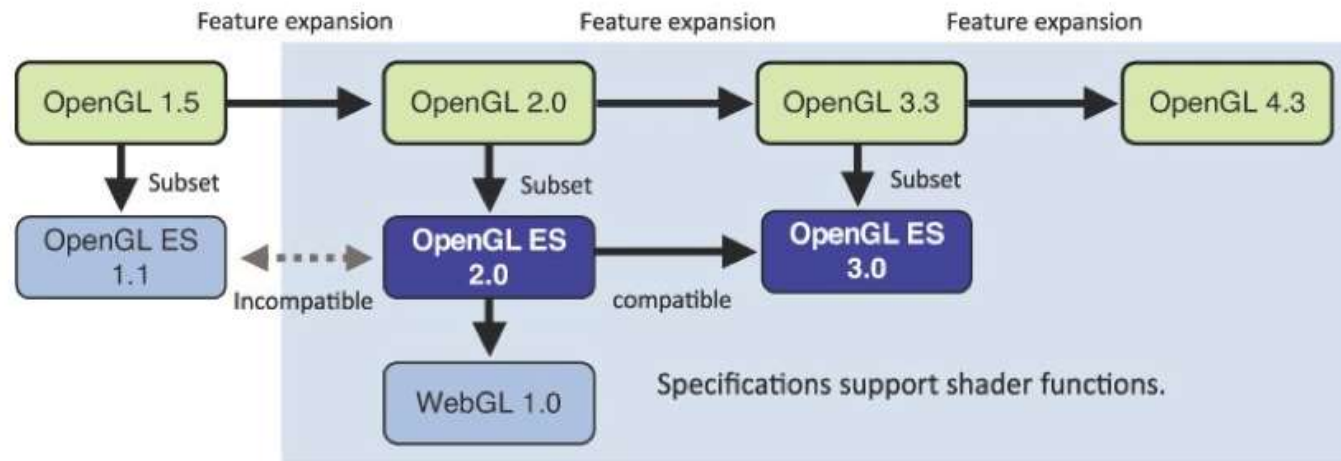 Feature expansion
Feature expansion
Feature expansion
OpenGL 1.5
OpenGL 2.0
OpenGL 3.3
OpenGL 4.3
Subset
Subset
Subset
OpenGL ES
1.1
Incompatible
OpenGL ES
2.0
compatible
OpenGL ES
3.0
WebGL 1.0
Specifications support shader functions.